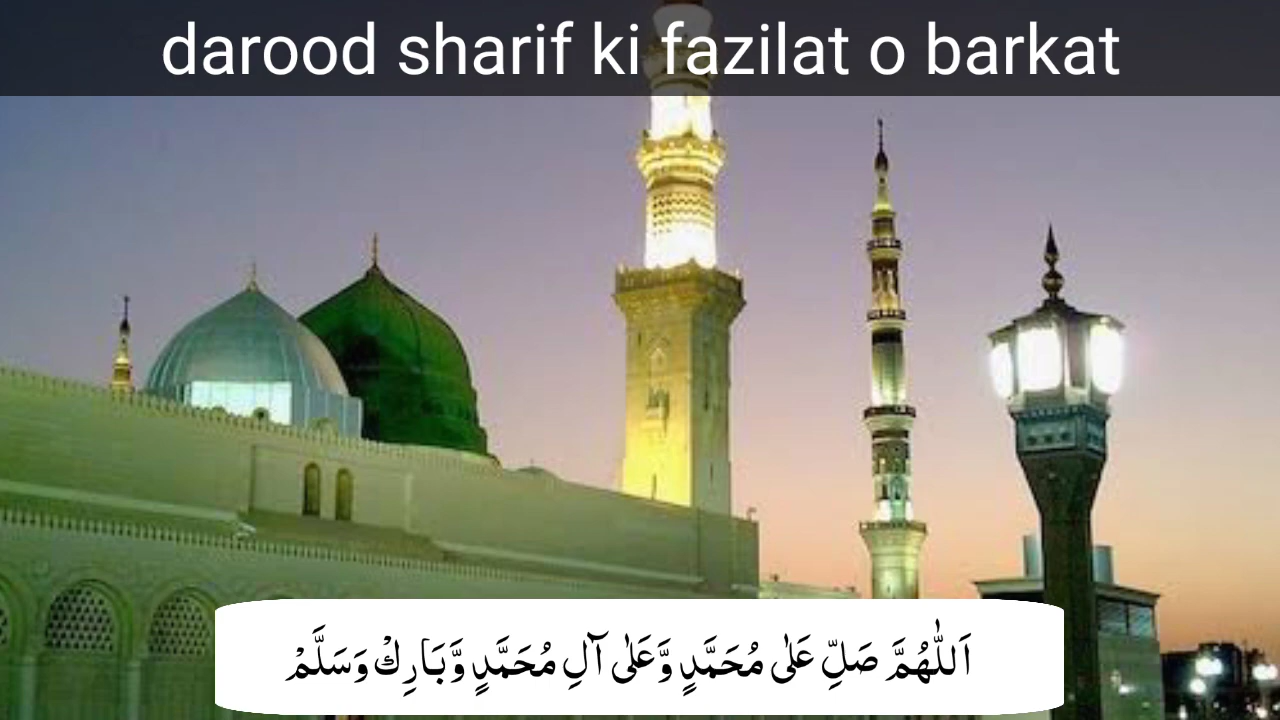 darood sharif ki fazilat o barkat
اَللّٰهُمَّ صَلِّ عَلٰى مُحَمَّدٍ وَّعَلٰى آلِ مُحَمَّدٍ وَّبَارِكْ وَسَلَّمْ